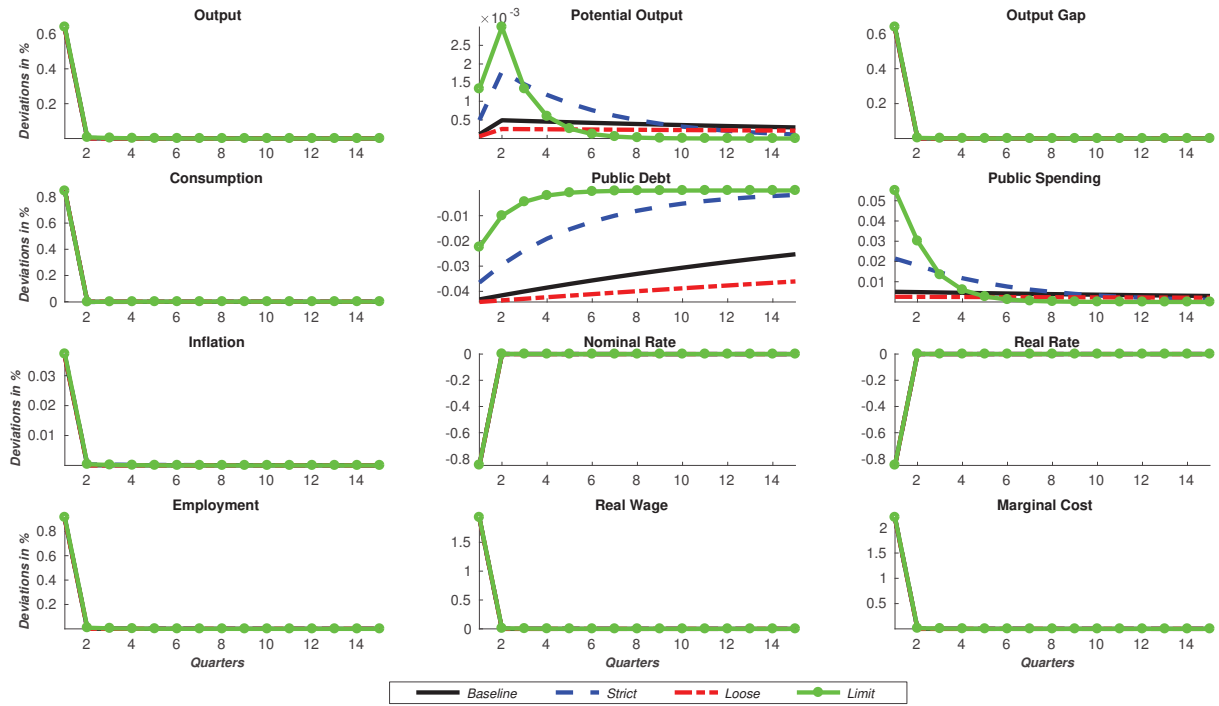 Output
Potential Output
Output Gap
×10⁻³
Deviations in %
0.6
0.4
0.2
2 4 6 8 10 12 14
2.5
2
1.5
1
0.5
2 4 6 8 10 12 14
0.6
0.4
0.2
2 4 6 8 10 12 14
Consumption
Public Debt
Public Spending
Deviations in %
0.8
0.6
0.4
0.2
0
2 4 6 8 10 12 14
-0.01
-0.02
-0.03
-0.04
2 4 6 8 10 12 14
0.05
0.04
0.03
0.02
0.01
2 4 6 8 10 12 14
Inflation
Nominal Rate
Real Rate
Deviations in %
0.03
0.02
0.01
2 4 6 8 10 12 14
0
-0.2
-0.4
-0.6
-0.8
2 4 6 8 10 12 14
0
-0.2
-0.4
-0.6
-0.8
2 4 6 8 10 12 14
Employment
Real Wage
Marginal Cost
Deviations in %
0.8
0.6
0.4
0.2
2 4 6 8 10 12 14
Quarters
1.5
1
0.5
0
2 4 6 8 10 12 14
Quarters
2
1.5
1
0.5
2 4 6 8 10 12 14
Quarters
Baseline Strict Loose Limit